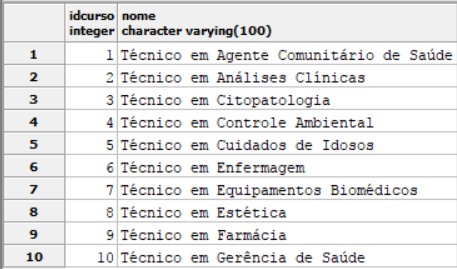 idcurso nome
integer character varying(100)
1 1 Técnico em Agente Comunitário de Saúde
2 2 Técnico em Análises Clínicas
3 3 Técnico em Citopatologia
4 4 Técnico em Controle Ambiental
5 5 Técnico em Cuidados de Idosos
6 6 Técnico em Enfermagem
7 7 Técnico em Equipamentos Biomédicos
8 8 Técnico em Estética
9 9 Técnico em Farmácia
10 10 Técnico em Gerência de Saúde